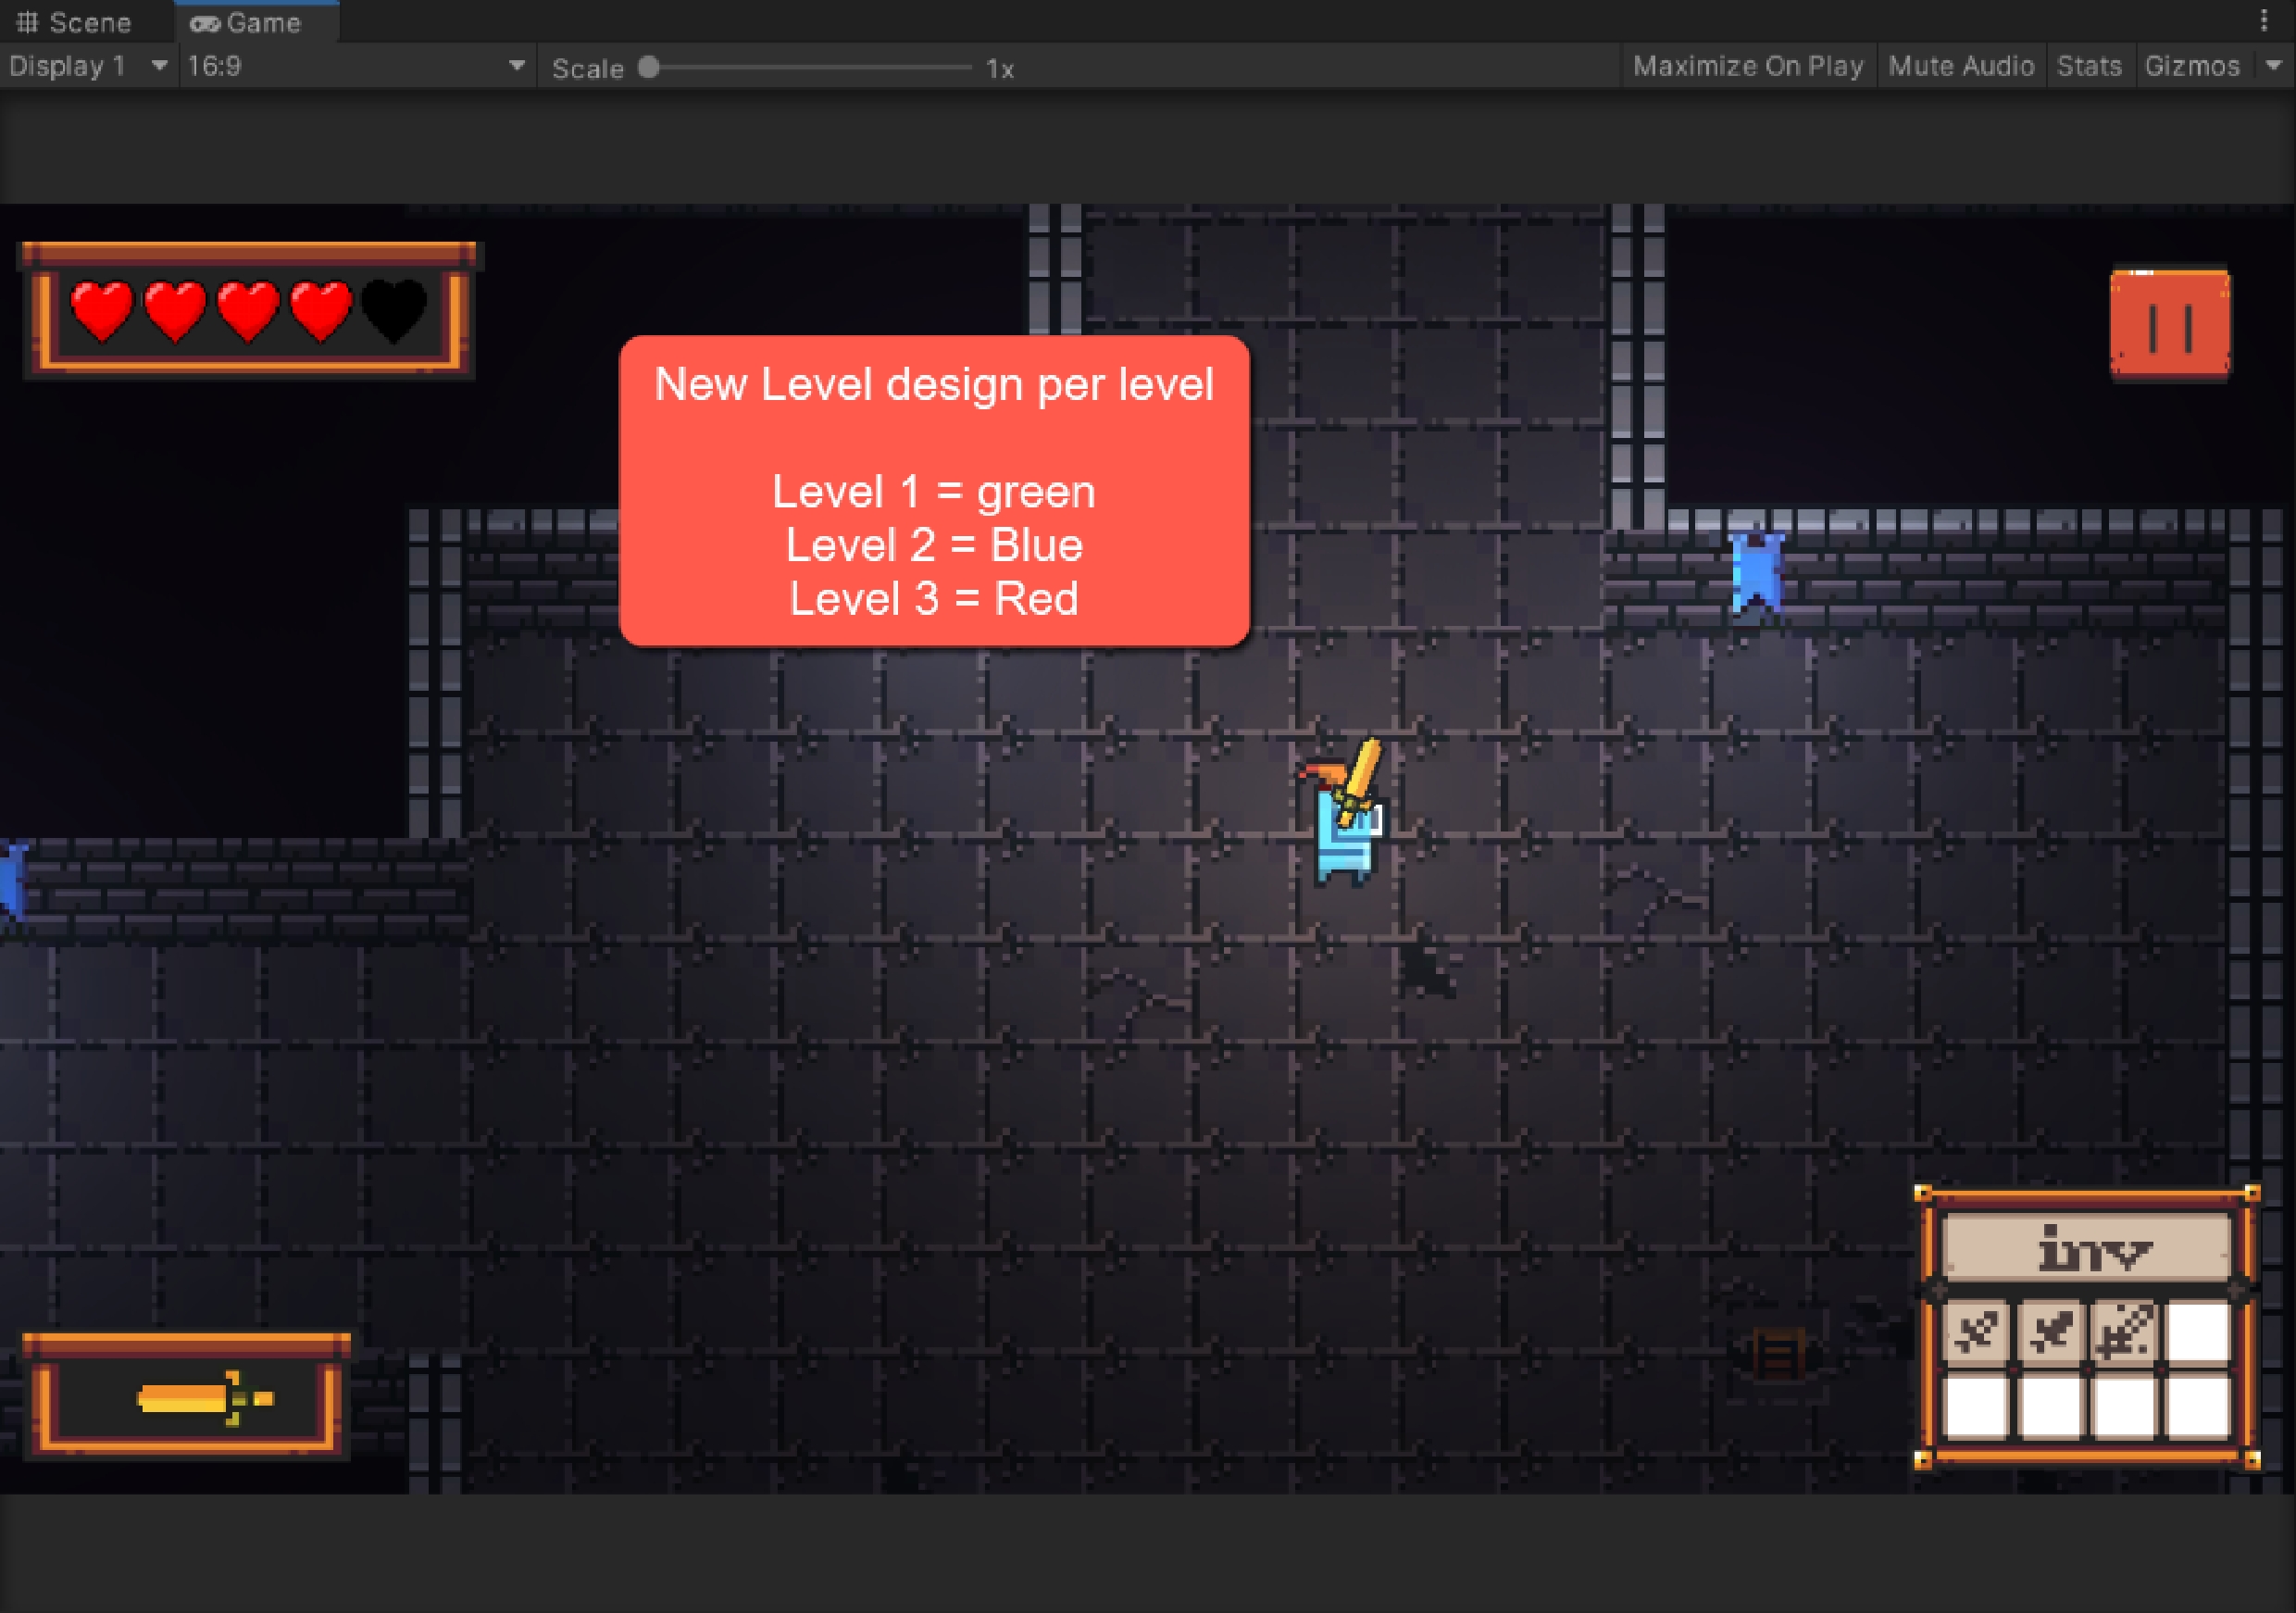 Scene
Game
Display 1
16:9
Scale
1x
Maximize On Play
Mute Audio
Stats
Gizmos
New Level design per level
Level 1 = green
Level 2 = Blue
Level 3 = Red
inv